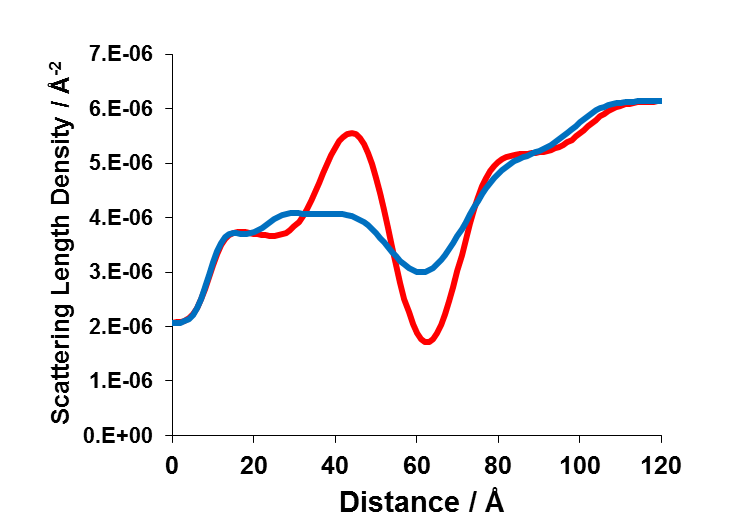 Scattering Length Density / Å-2
7.E-06
6.E-06
5.E-06
4.E-06
3.E-06
2.E-06
1.E-06
0.E+00
0 20 40 60 80 100 120
Distance / Å